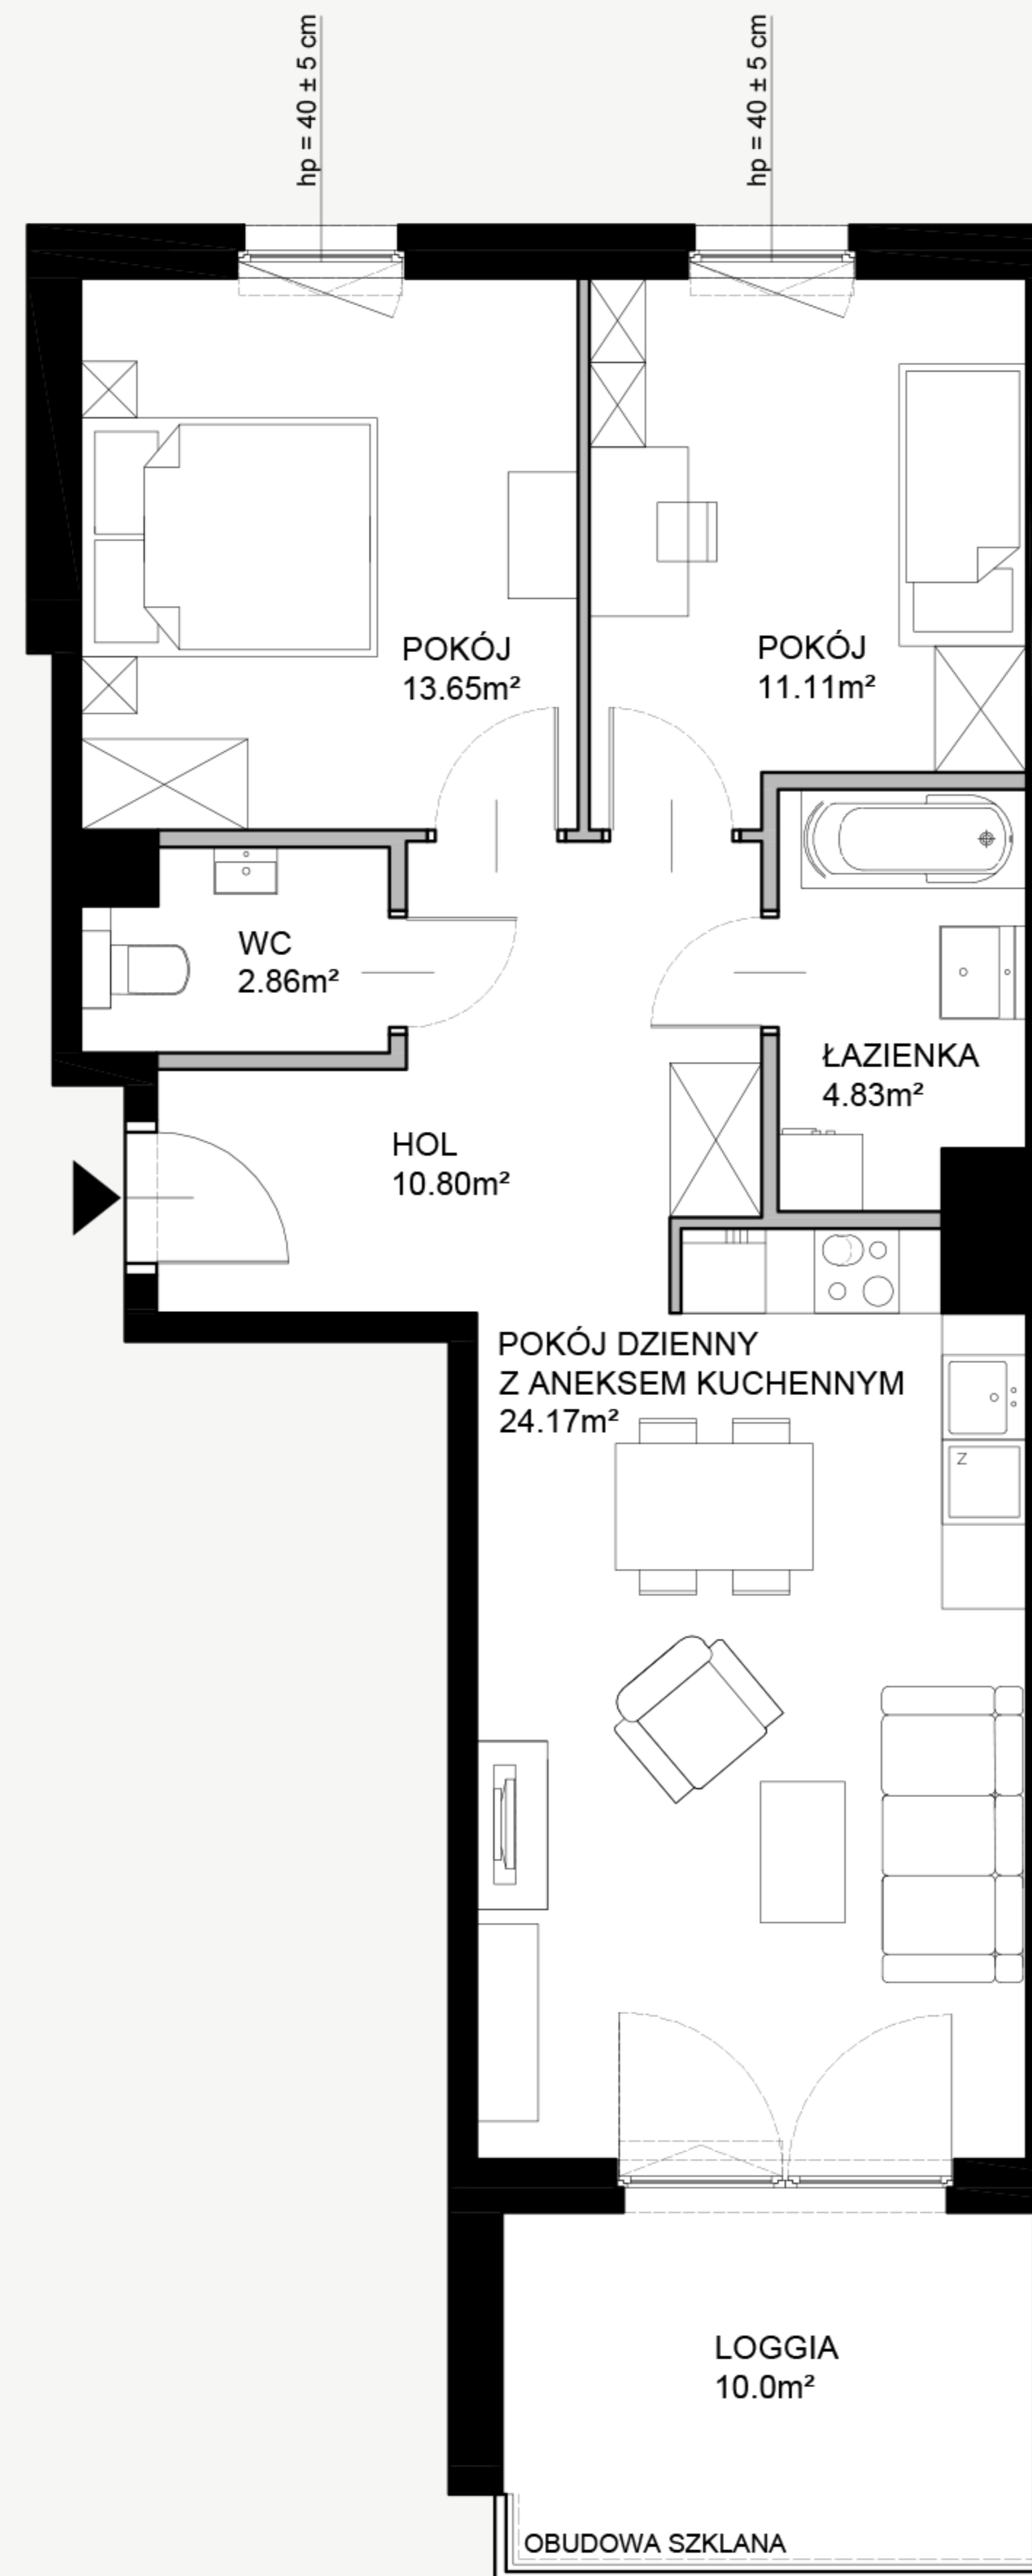 hp = 40 ± 5 cm
hp = 40 ± 5 cm
POKÓJ
13.65m²
POKÓJ
11.11m²
WC
2.86m²
ŁAZIENKA
4.83m²
HOL
10.80m²
POKÓJ DZIENNY
Z ANEKSEM KUCHENNYM
24.17m²
Z
LOGGIA
10.0m²
OBUDOWA SZKLANA